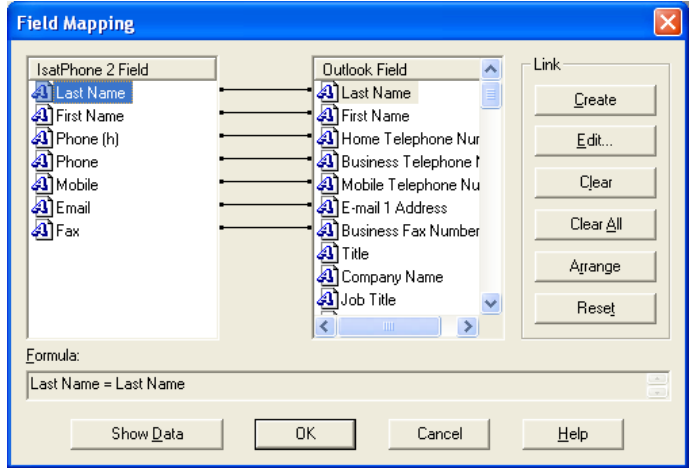 Field Mapping
IsatPhone 2 Field Outlook Field Link
Last Name Last Name
First Name First Name
Phone (h) Home Telephone Nur
Phone Business Telephone N
Mobile Mobile Telephone Nu
Email E-mail 1 Address
Fax Business Fax Number
Title
Company Name
Job Title
Create
Edit...
Clear
Clear All
Arrange
Reset
Formula:
Last Name = Last Name
Show Data OK Cancel Help